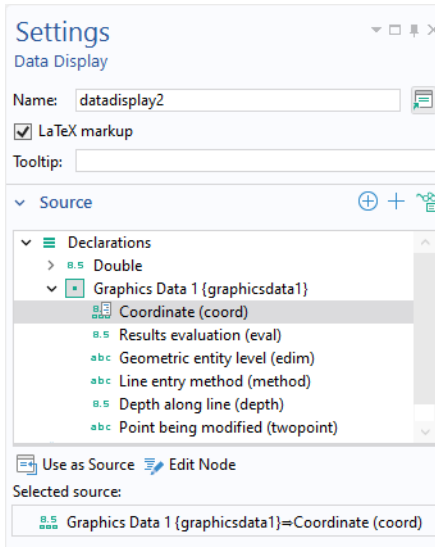 Settings
Data Display
Name: datadisplay2
LaTeX markup
Tooltip:
Source
Declarations
8.5 Double
Graphics Data 1 {graphicsdata1}
8.5 Coordinate (coord)
8.5 Results evaluation (eval)
abc Geometric entity level (edim)
abc Line entry method (method)
8.5 Depth along line (depth)
abc Point being modified (twopoint)
Use as Source Edit Node
Selected source:
8.5 Graphics Data 1 {graphicsdata1}⇒Coordinate (coord)